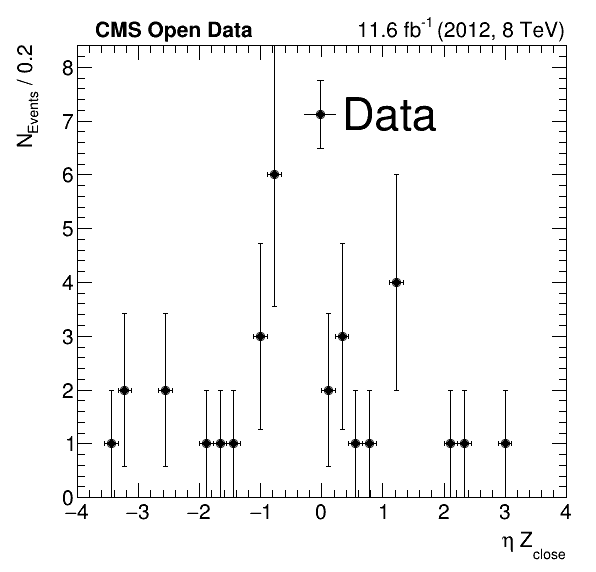 CMS Open Data 11.6 fb⁻¹ (2012, 8 TeV)
N_Events / 0.2
8
7
6
5
4
3
2
1
0
Data
−4 −3 −2 −1 0 1 2 3 4
η Z_close